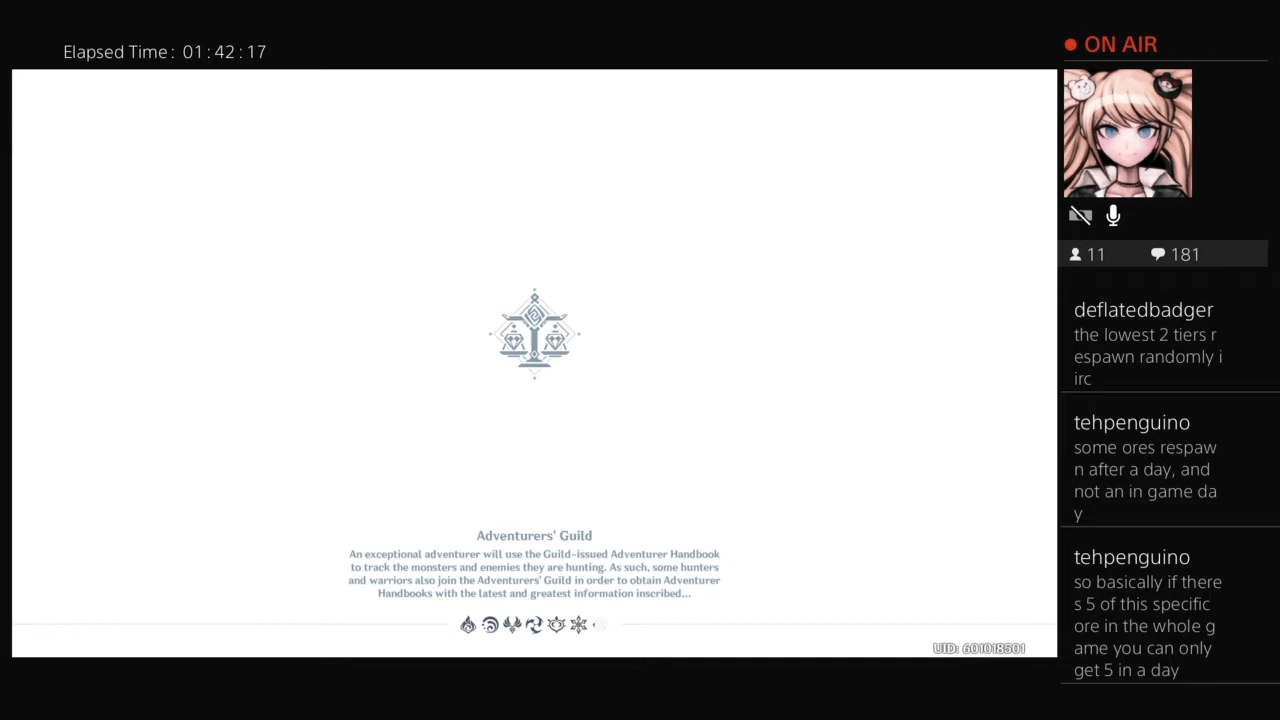 Elapsed Time: 01:42:17
ON AIR
11
181
deflatedbadger
the lowest 2 tiers r
espawn randomly i
irc
tehpenguino
some ores respaw
n after a day, and
not an in game da
y
tehpenguino
so basically if there
s 5 of this specific
ore in the whole g
ame you can only
get 5 in a day
Adventurers' Guild
An exceptional adventurer will use the Guild-issued Adventurer Handbook
to track the monsters and enemies they are hunting. As such, some hunters
and warriors also join the Adventurers' Guild in order to obtain Adventurer
Handbooks with the latest and greatest information inscribed...
UID: 601018501